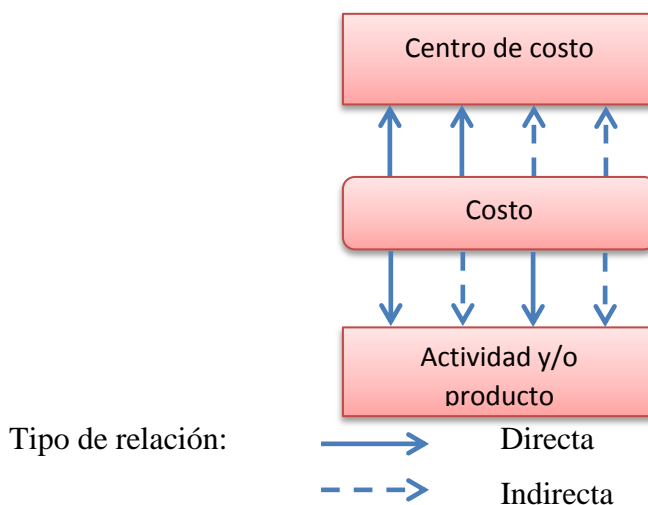 Centro de costo
Costo
Actividad y/o
producto
Tipo de relación:
Directa
Indirecta